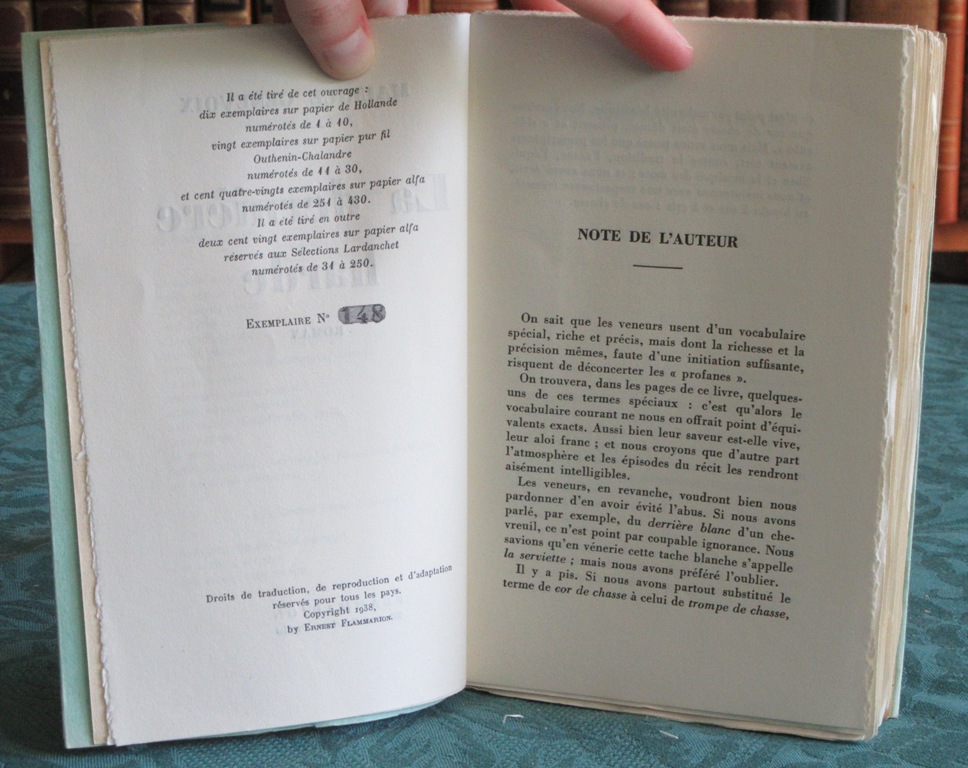 Il a été tiré de cet ouvrage :
dix exemplaires sur papier de Hollande
numérotés de 1 à 10,
vingt exemplaires sur papier pur fil
Outhenin-Chalandre
numérotés de 11 à 30,
et cent quatre-vingts exemplaires sur papier alfa
numérotés de 251 à 430.
Il a été tiré en outre
deux cent vingt exemplaires sur papier alfa
réservés aux Sélections Lardanchet
numérotés de 31 à 250.
EXEMPLAIRE N° 148
Droits de traduction, de reproduction et d'adaptation
réservés pour tous les pays.
Copyright 1938,
by ERNEST FLAMMARION.
NOTE DE L'AUTEUR
On sait que les veneurs usent d'un vocabulaire
spécial, riche et précis, mais dont la richesse et la
précision mêmes, faute d'une initiation suffisante,
risquent de déconcerter les « profanes ».
On trouvera, dans les pages de ce livre, quelques-
uns de ces termes spéciaux : c'est qu'alors le
vocabulaire courant ne nous en offrait point d'équi-
valents exacts. Aussi bien leur saveur est-elle vive,
leur aloi franc ; et nous croyons que d'autre part
l'atmosphère et les épisodes du récit les rendront
aisément intelligibles.
Les veneurs, en revanche, voudront bien nous
pardonner d'en avoir évité l'abus. Si nous avons
parlé, par exemple, du derrière blanc d'un che-
vreuil, ce n'est point par coupable ignorance. Nous
savions qu'en vénerie cette tache blanche s'appelle
la serviette ; mais nous avons préféré l'oublier.
Il y a pis. Si nous avons partout substitué le
terme de cor de chasse à celui de trompe de chasse,